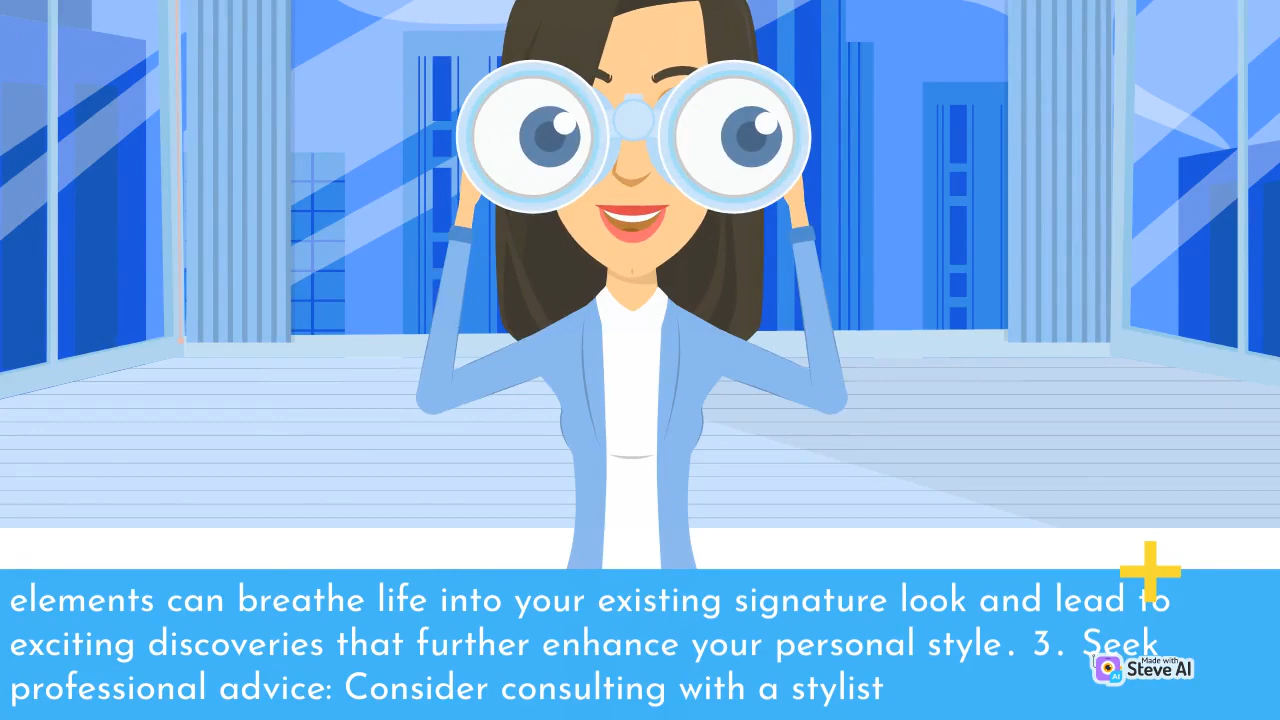 elements can breathe life into your existing signature look and lead to
exciting discoveries that further enhance your personal style. 3. Seek
professional advice: Consider consulting with a stylist
Made with
Steve AI
AI